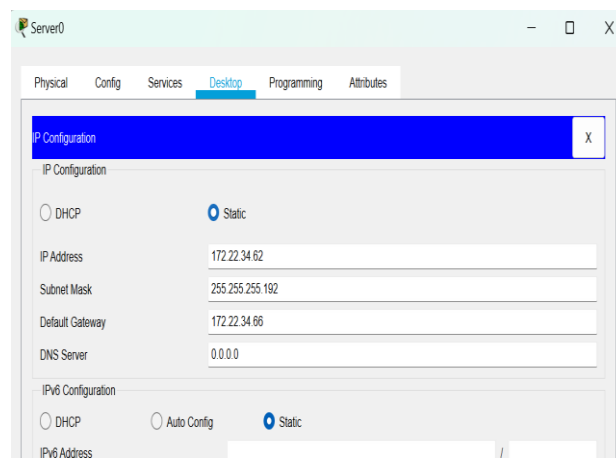 Server0
Physical Config Services Desktop Programming Attributes
IP Configuration X
IP Configuration
DHCP Static
IP Address 172.22.34.62
Subnet Mask 255.255.255.192
Default Gateway 172.22.34.66
DNS Server 0.0.0.0
IPv6 Configuration
DHCP Auto Config Static
IPv6 Address /